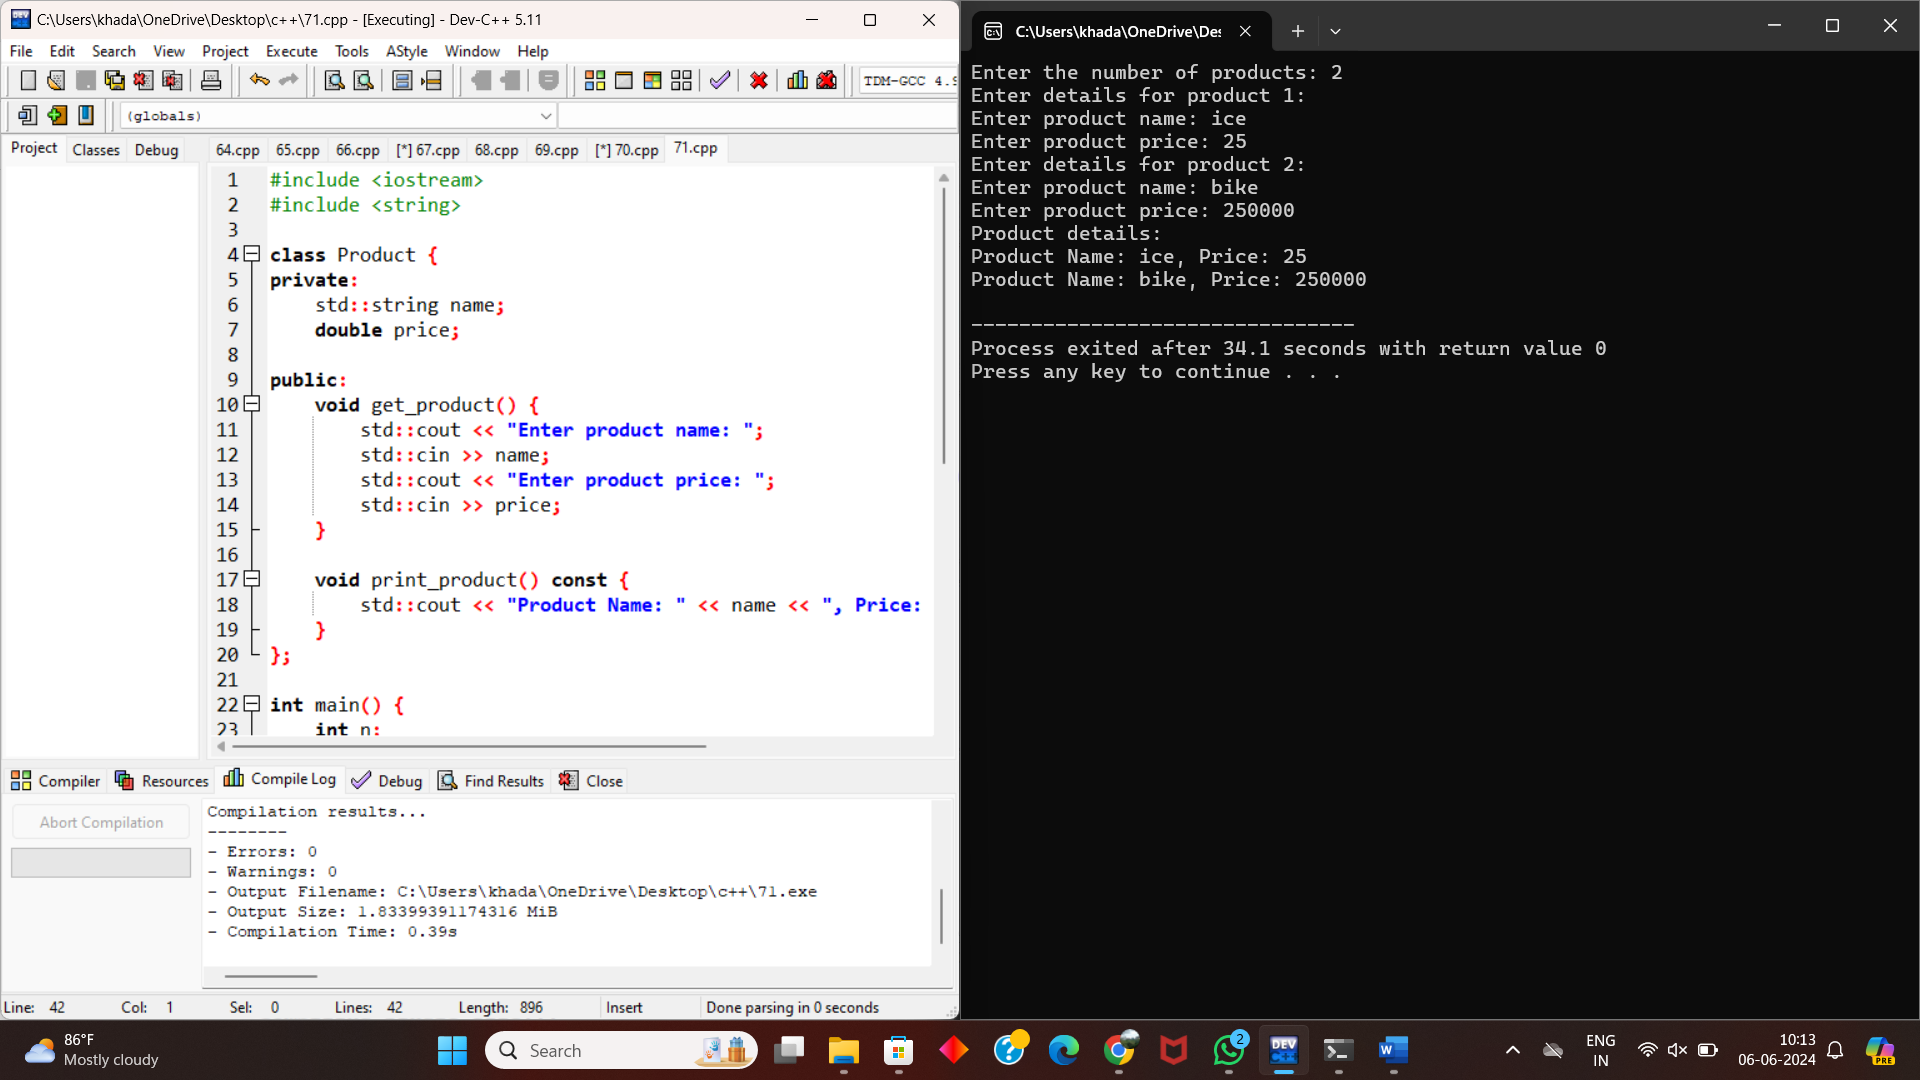 C:\Users\khada\OneDrive\Desktop\c++\71.cpp - [Executing] - Dev-C++ 5.11
File Edit Search View Project Execute Tools AStyle Window Help
TDM-GCC 4.9
(globals)
Project Classes Debug
64.cpp 65.cpp 66.cpp [*] 67.cpp 68.cpp 69.cpp [*] 70.cpp 71.cpp
1 #include <iostream>
2 #include <string>
3
4 class Product {
5 private:
6 std::string name;
7 double price;
8
9 public:
10 void get_product() {
11 std::cout << "Enter product name: ";
12 std::cin >> name;
13 std::cout << "Enter product price: ";
14 std::cin >> price;
15 }
16
17 void print_product() const {
18 std::cout << "Product Name: " << name << ", Price:
19 }
20 };
21
22 int main() {
23 int n;
Compiler Resources Compile Log Debug Find Results Close
Abort Compilation
Compilation results...
--------
- Errors: 0
- Warnings: 0
- Output Filename: C:\Users\khada\OneDrive\Desktop\c++\71.exe
- Output Size: 1.83399391174316 MiB
- Compilation Time: 0.39s
Line: 42 Col: 1 Sel: 0 Lines: 42 Length: 896 Insert Done parsing in 0 seconds
C:\Users\khada\OneDrive\Des
Enter the number of products: 2
Enter details for product 1:
Enter product name: ice
Enter product price: 25
Enter details for product 2:
Enter product name: bike
Enter product price: 250000
Product details:
Product Name: ice, Price: 25
Product Name: bike, Price: 250000
--------------------------------
Process exited after 34.1 seconds with return value 0
Press any key to continue . . .
86°F
Mostly cloudy
Search
DEV
2
ENG
IN
10:13
06-06-2024
PRE